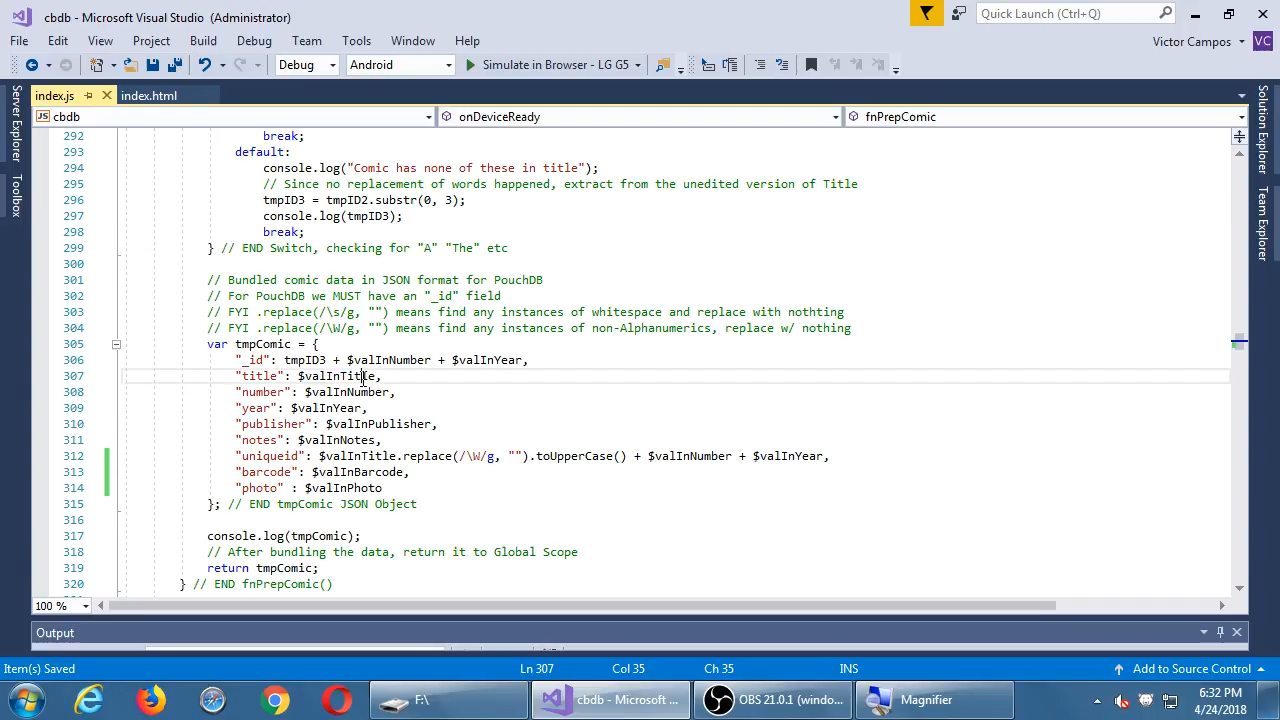 cbdb - Microsoft Visual Studio (Administrator)
Quick Launch (Ctrl+Q)
File Edit View Project Build Debug Team Tools Window Help
Victor Campos VC
Debug Android Simulate in Browser - LG G5
index.js index.html
JS cbdb onDeviceReady fnPrepComic
Server Explorer
Toolbox
Solution Explorer
Team Explorer
292 break;
293 default:
294 console.log("Comic has none of these in title");
295 // Since no replacement of words happened, extract from the unedited version of Title
296 tmpID3 = tmpID2.substr(0, 3);
297 console.log(tmpID3);
298 break;
299 } // END Switch, checking for "A" "The" etc
300
301 // Bundled comic data in JSON format for PouchDB
302 // For PouchDB we MUST have an "_id" field
303 // FYI .replace(/\s/g, "") means find any instances of whitespace and replace with nothting
304 // FYI .replace(/\W/g, "") means find any instances of non-Alphanumerics, replace w/ nothing
305 var tmpComic = {
306 "_id": tmpID3 + $valInNumber + $valInYear,
307 "title": $valInTitle,
308 "number": $valInNumber,
309 "year": $valInYear,
310 "publisher": $valInPublisher,
311 "notes": $valInNotes,
312 "uniqueid": $valInTitle.replace(/\W/g, "").toUpperCase() + $valInNumber + $valInYear,
313 "barcode": $valInBarcode,
314 "photo" : $valInPhoto
315 }; // END tmpComic JSON Object
316
317 console.log(tmpComic);
318 // After bundling the data, return it to Global Scope
319 return tmpComic;
320 } // END fnPrepComic()
100 %
Output
Item(s) Saved Ln 307 Col 35 Ch 35 INS Add to Source Control
F:\ cbdb - Microsoft ... OBS 21.0.1 (windo... Magnifier
6:32 PM
4/24/2018